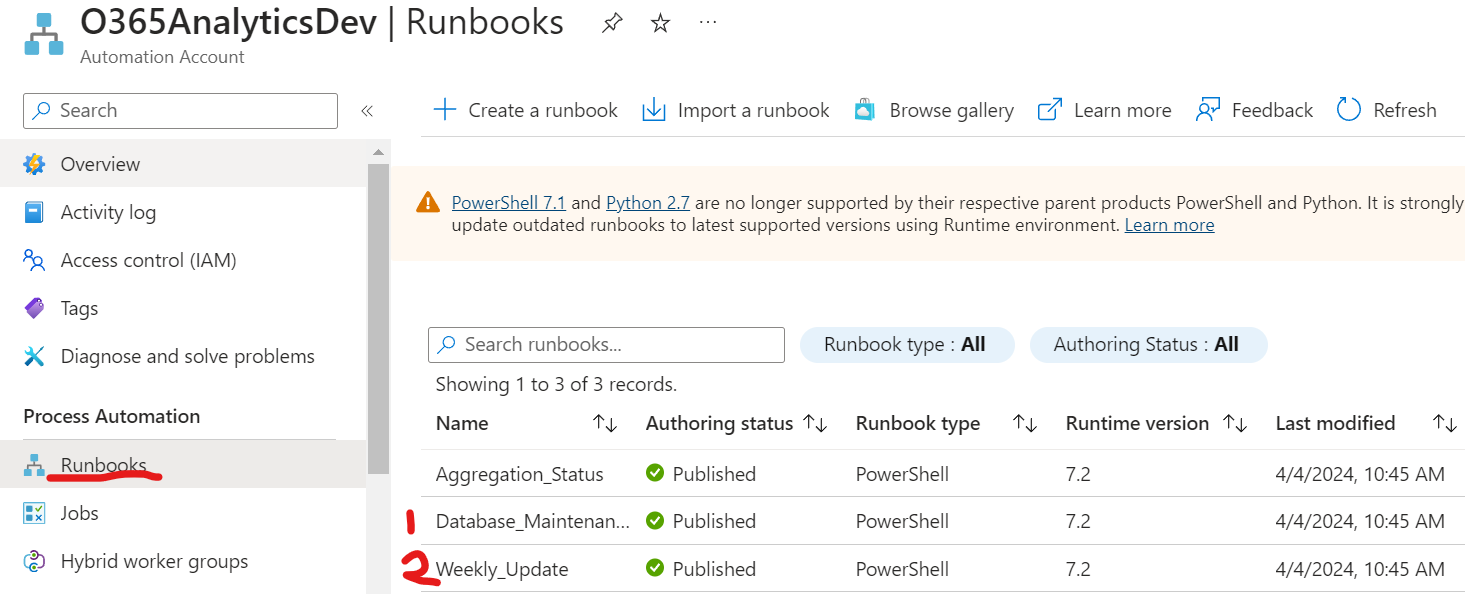 O365AnalyticsDev | Runbooks
Automation Account
Search
Overview
Activity log
Access control (IAM)
Tags
Diagnose and solve problems
Process Automation
Runbooks
Jobs
Hybrid worker groups
Create a runbook Import a runbook Browse gallery Learn more Feedback Refresh
PowerShell 7.1 and Python 2.7 are no longer supported by their respective parent products PowerShell and Python. It is strongly
update outdated runbooks to latest supported versions using Runtime environment. Learn more
Search runbooks... Runbook type : All Authoring Status : All
Showing 1 to 3 of 3 records.
Name Authoring status Runbook type Runtime version Last modified
Aggregation_Status Published PowerShell 7.2 4/4/2024, 10:45 AM
1 Database_Maintenan... Published PowerShell 7.2 4/4/2024, 10:45 AM
2 Weekly_Update Published PowerShell 7.2 4/4/2024, 10:45 AM